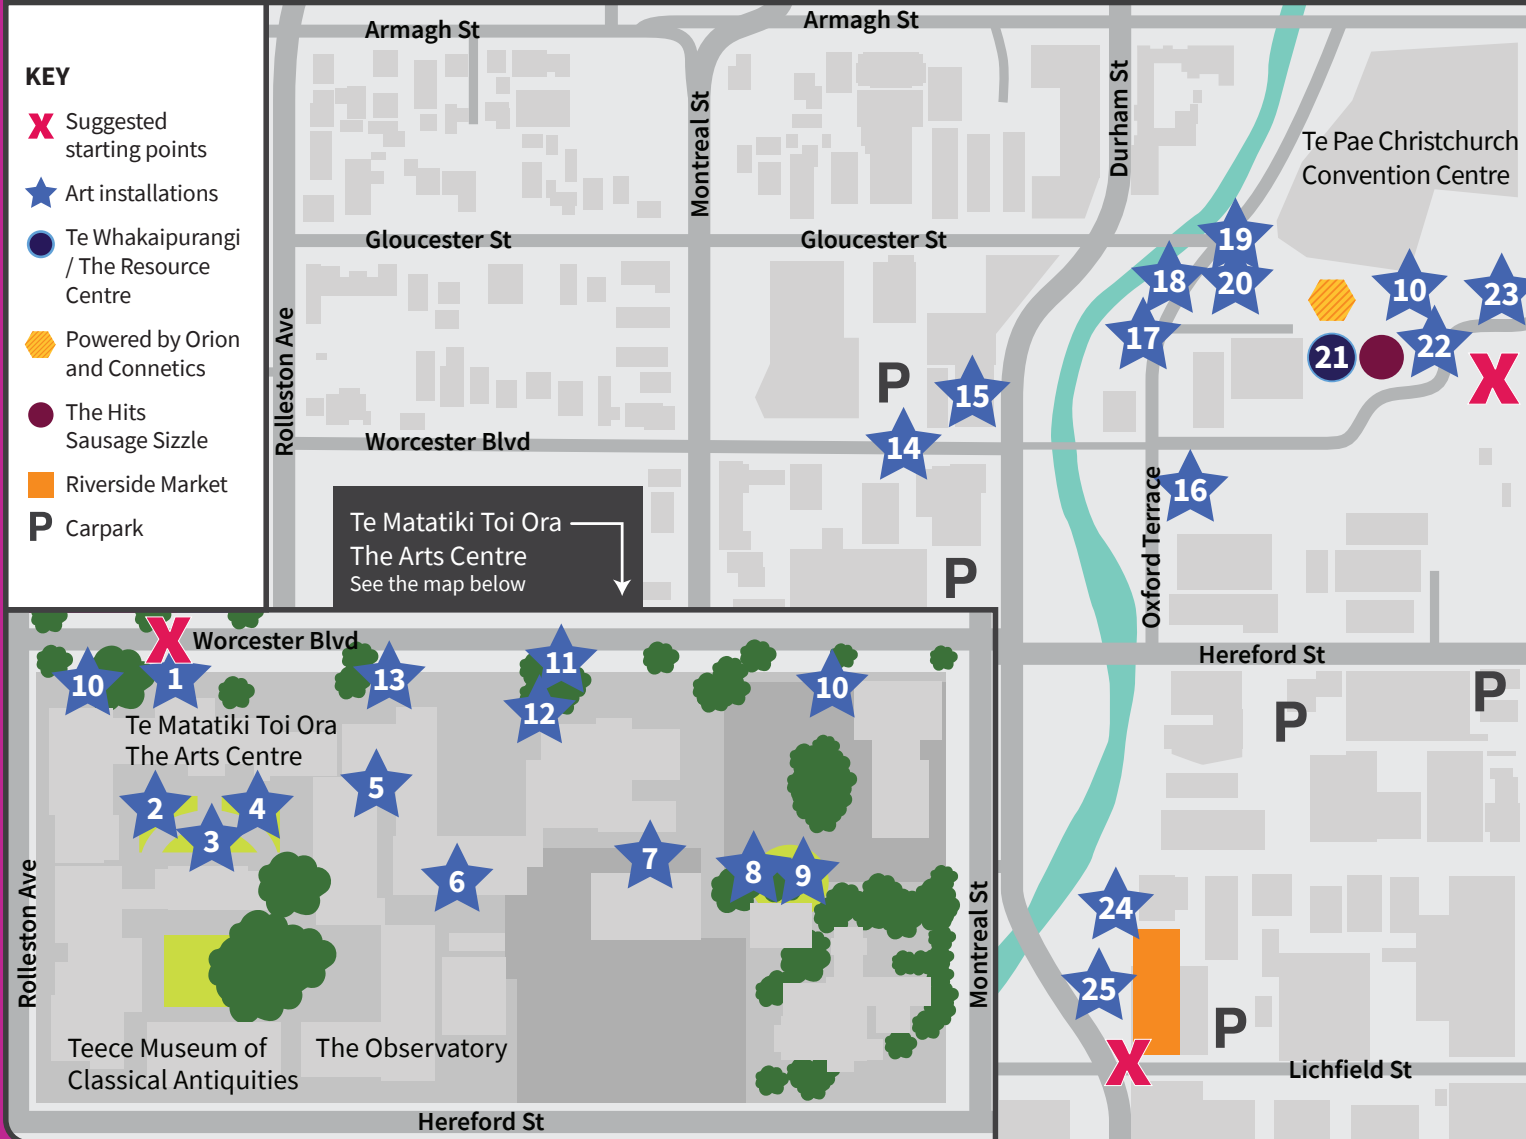 KEY
X
Suggested
starting points
Art installations
Te Whakaipurangi
/ The Resource
Centre
Powered by Orion
and Connetics
The Hits
Sausage Sizzle
Riverside Market
P
Carpark
Armagh St
Armagh St
Montreal St
Durham St
Te Pae Christchurch
Convention Centre
Gloucester St
Gloucester St
19
18
20
10
23
17
21
22
X
Rolleston Ave
P
15
Worcester Blvd
14
16
Oxford Terrace
Te Matatiki Toi Ora
The Arts Centre
See the map below
P
X
Worcester Blvd
10
1
13
11
12
10
Te Matatiki Toi Ora
The Arts Centre
2
3
4
5
6
7
8
9
Rolleston Ave
Montreal St
Teece Museum of
Classical Antiquities
The Observatory
Hereford St
Hereford St
P
P
24
25
P
X
Lichfield St